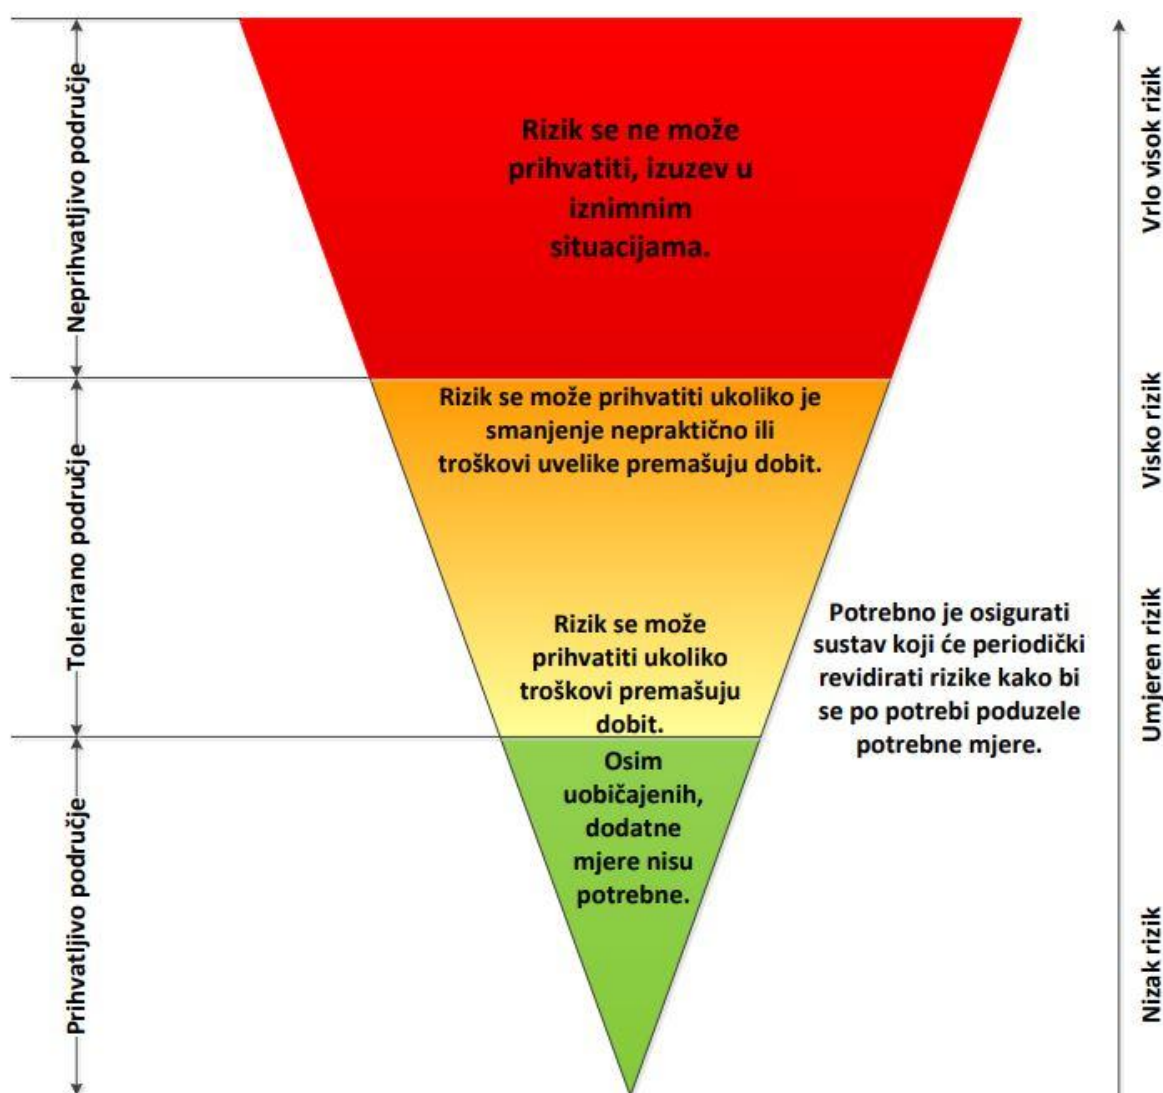 Neprihvatljivo područje
Tolerirano područje
Prihvatljivo područje
Rizik se ne može
prihvatiti, izuzev u
iznimnim
situacijama.
Rizik se može prihvatiti ukoliko je
smanjenje nepraktično ili
troškovi uvelike premašuju dobit.
Rizik se može
prihvatiti ukoliko
troškovi premašuju
dobit.
Osim
uobičajenih,
dodatne
mjere nisu
potrebne.
Potrebno je osigurati
sustav koji će periodički
revidirati rizike kako bi
se po potrebi poduzele
potrebne mjere.
Vrlo visok rizik
Visko rizik
Umjeren rizik
Nizak rizik